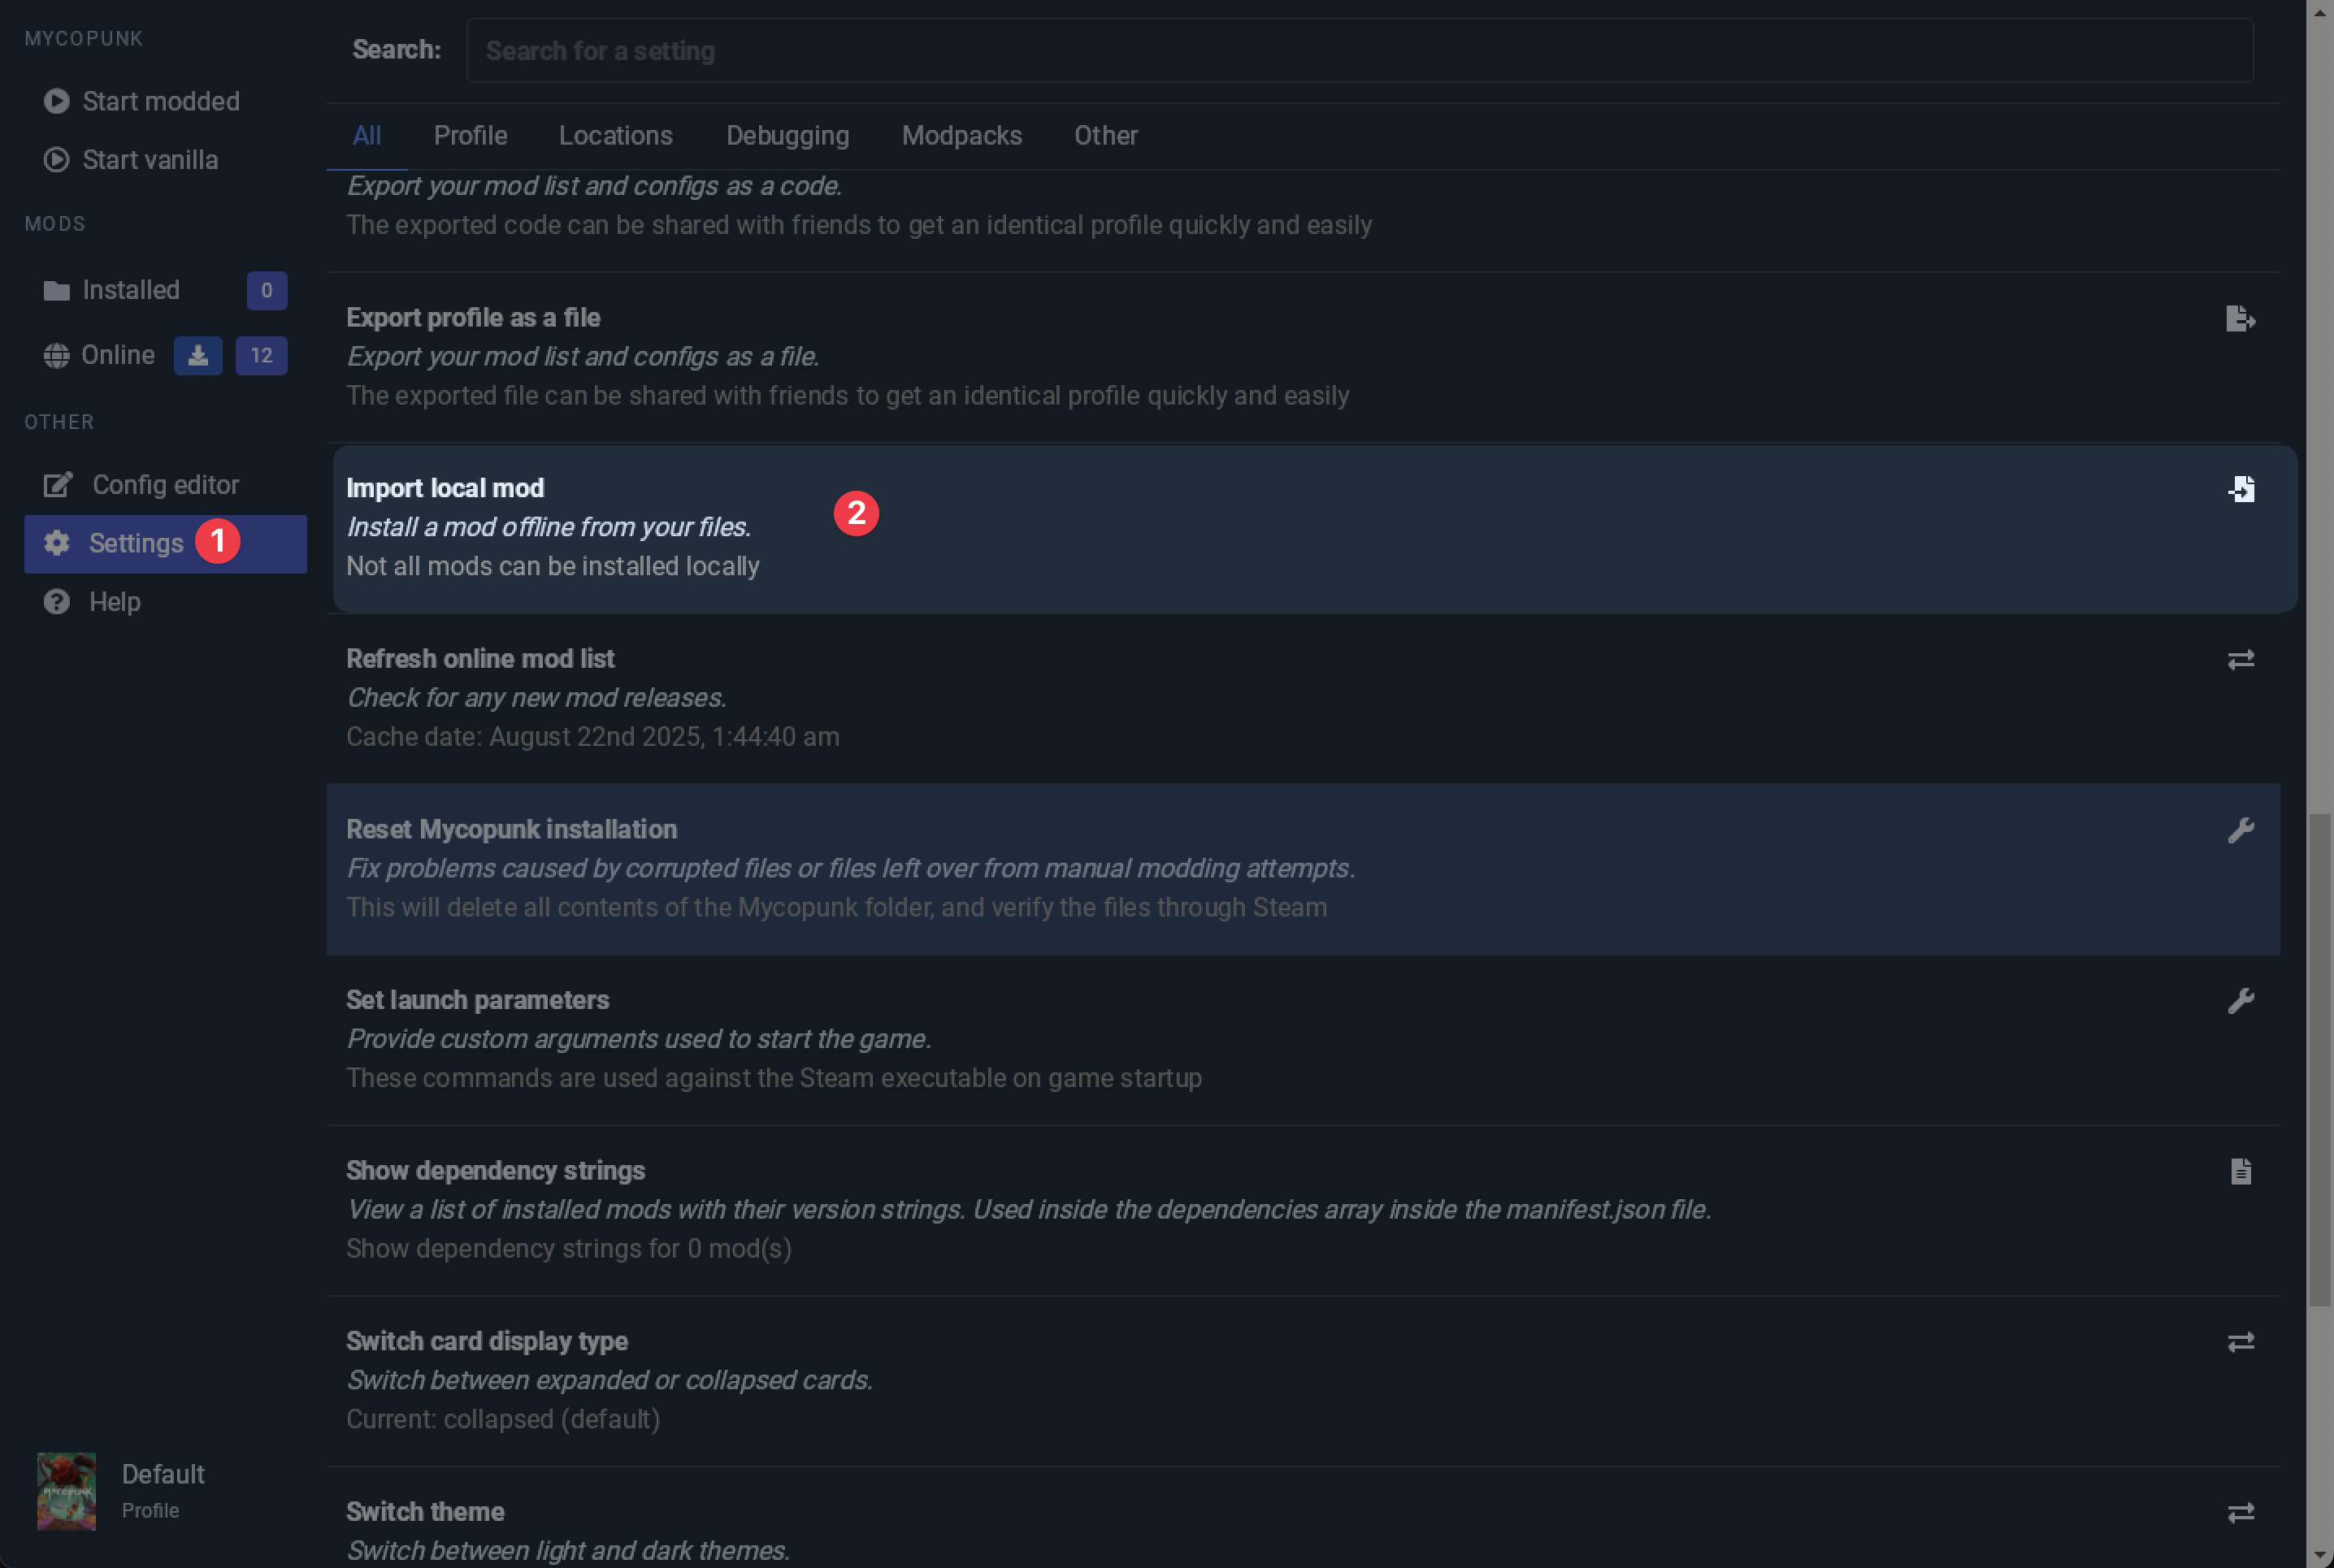 MYCOPUNK
Start modded
Start vanilla
MODS
Installed 0
Online 12
OTHER
Config editor
Settings 1
Help
Default
Profile
Search: Search for a setting
All Profile Locations Debugging Modpacks Other
Export your mod list and configs as a code.
The exported code can be shared with friends to get an identical profile quickly and easily
Export profile as a file
Export your mod list and configs as a file.
The exported file can be shared with friends to get an identical profile quickly and easily
Import local mod
Install a mod offline from your files. 2
Not all mods can be installed locally
Refresh online mod list
Check for any new mod releases.
Cache date: August 22nd 2025, 1:44:40 am
Reset Mycopunk installation
Fix problems caused by corrupted files or files left over from manual modding attempts.
This will delete all contents of the Mycopunk folder, and verify the files through Steam
Set launch parameters
Provide custom arguments used to start the game.
These commands are used against the Steam executable on game startup
Show dependency strings
View a list of installed mods with their version strings. Used inside the dependencies array inside the manifest.json file.
Show dependency strings for 0 mod(s)
Switch card display type
Switch between expanded or collapsed cards.
Current: collapsed (default)
Switch theme
Switch between light and dark themes.